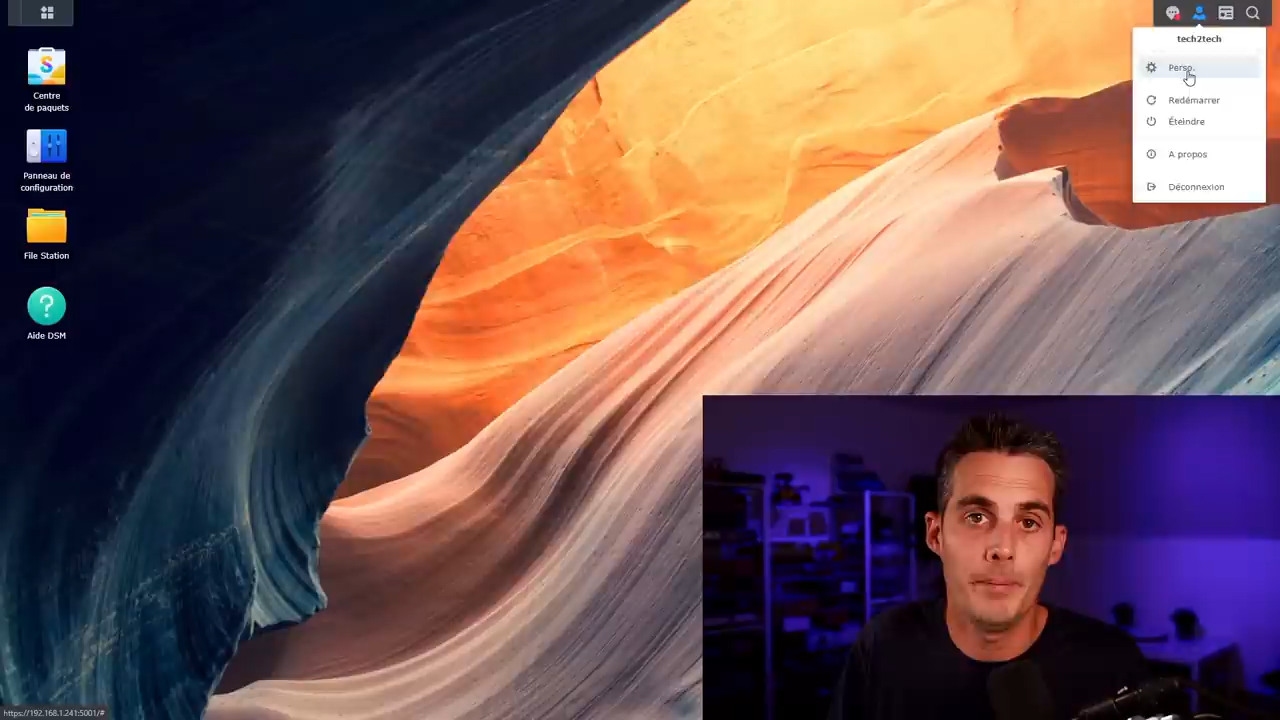 tech2tech
Perso.
Redémarrer
Éteindre
A propos
Déconnexion
Centre
de paquets
Panneau de
configuration
File Station
Aide DSM
https://192.168.1.241:5001/#